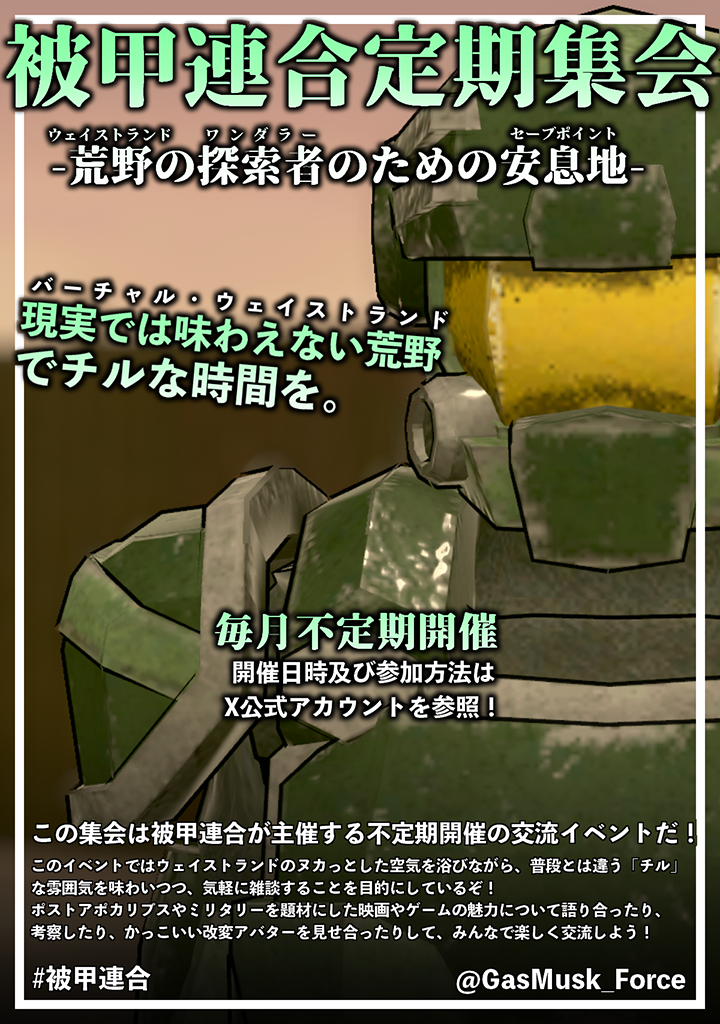 被甲連合定期集会
ウェイストランド ワンダラー セーブポイント
-荒野の探索者のための安息地-
バーチャル・ウェイストランド
現実では味わえない荒野
でチルな時間を。
毎月不定期開催
開催日時及び参加方法は
X公式アカウントを参照!
この集会は被甲連合が主催する不定期開催の交流イベントだ!
このイベントではウェイストランドのヌカっとした空気を浴びながら、普段とは違う「チル」
な雰囲気を味わいつつ、気軽に雑談することを目的にしているぞ!
ポストアポカリプスやミリタリーを題材にした映画やゲームの魅力について語り合ったり、
考察したり、かっこいい改変アバターを見せ合ったりして、みんなで楽しく交流しよう!
#被甲連合
@GasMusk_Force